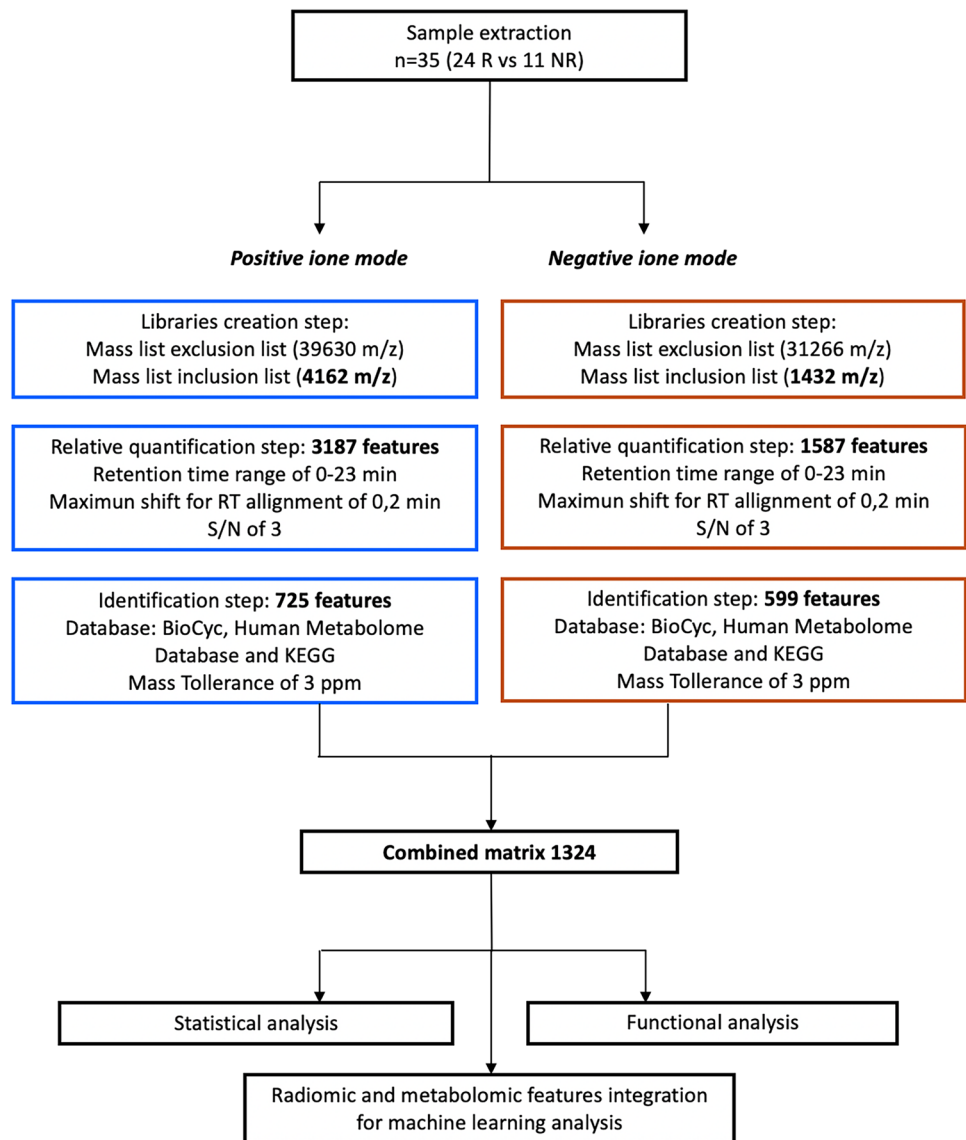 Sample extraction
n=35 (24 R vs 11 NR)
Positive ione mode
Negative ione mode
Libraries creation step:
Mass list exclusion list (39630 m/z)
Mass list inclusion list (4162 m/z)
Libraries creation step:
Mass list exclusion list (31266 m/z)
Mass list inclusion list (1432 m/z)
Relative quantification step: 3187 features
Retention time range of 0-23 min
Maximun shift for RT allignment of 0,2 min
S/N of 3
Relative quantification step: 1587 features
Retention time range of 0-23 min
Maximun shift for RT allignment of 0,2 min
S/N of 3
Identification step: 725 features
Database: BioCyc, Human Metabolome
Database and KEGG
Mass Tollerance of 3 ppm
Identification step: 599 fetaures
Database: BioCyc, Human Metabolome
Database and KEGG
Mass Tollerance of 3 ppm
Combined matrix 1324
Statistical analysis
Functional analysis
Radiomic and metabolomic features integration
for machine learning analysis